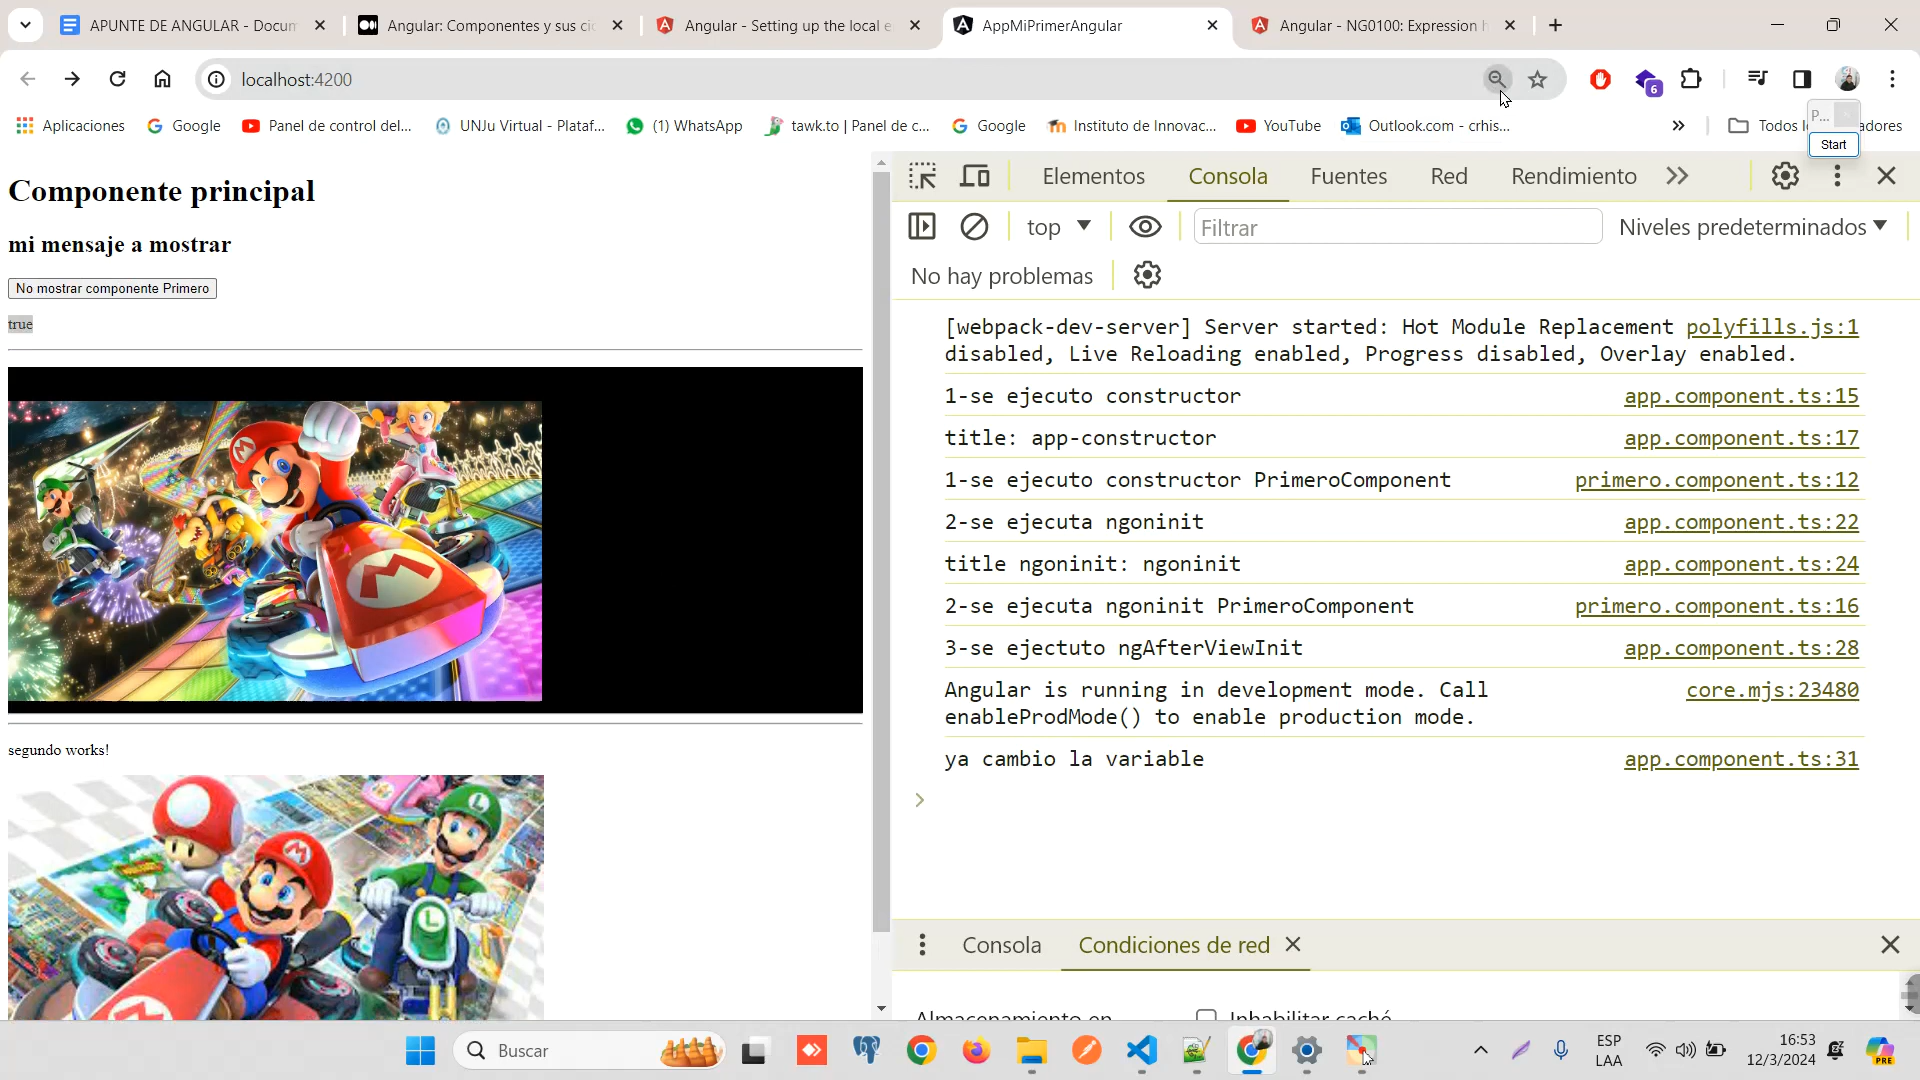 APUNTE DE ANGULAR - Docum
Angular: Componentes y sus cic
Angular - Setting up the local e
AppMiPrimerAngular
Angular - NG0100: Expression h
localhost:4200
6
Aplicaciones
Google
Panel de control del...
UNJu Virtual - Plataf...
(1) WhatsApp
tawk.to | Panel de c...
Google
Instituto de Innovac...
YouTube
Outlook.com - crhis...
Todos l
adores
P...
Start
Componente principal
mi mensaje a mostrar
No mostrar componente Primero
true
segundo works!
Elementos
Consola
Fuentes
Red
Rendimiento
top
Filtrar
Niveles predeterminados
No hay problemas
[webpack-dev-server] Server started: Hot Module Replacement polyfills.js:1
disabled, Live Reloading enabled, Progress disabled, Overlay enabled.
1-se ejecuto constructor app.component.ts:15
title: app-constructor app.component.ts:17
1-se ejecuto constructor PrimeroComponent primero.component.ts:12
2-se ejecuta ngoninit app.component.ts:22
title ngoninit: ngoninit app.component.ts:24
2-se ejecuta ngoninit PrimeroComponent primero.component.ts:16
3-se ejectuto ngAfterViewInit app.component.ts:28
Angular is running in development mode. Call core.mjs:23480
enableProdMode() to enable production mode.
ya cambio la variable app.component.ts:31
Consola
Condiciones de red
Almacenamiento en
Inhabilitar caché
Buscar
ESP
LAA
16:53
12/3/2024
PRE